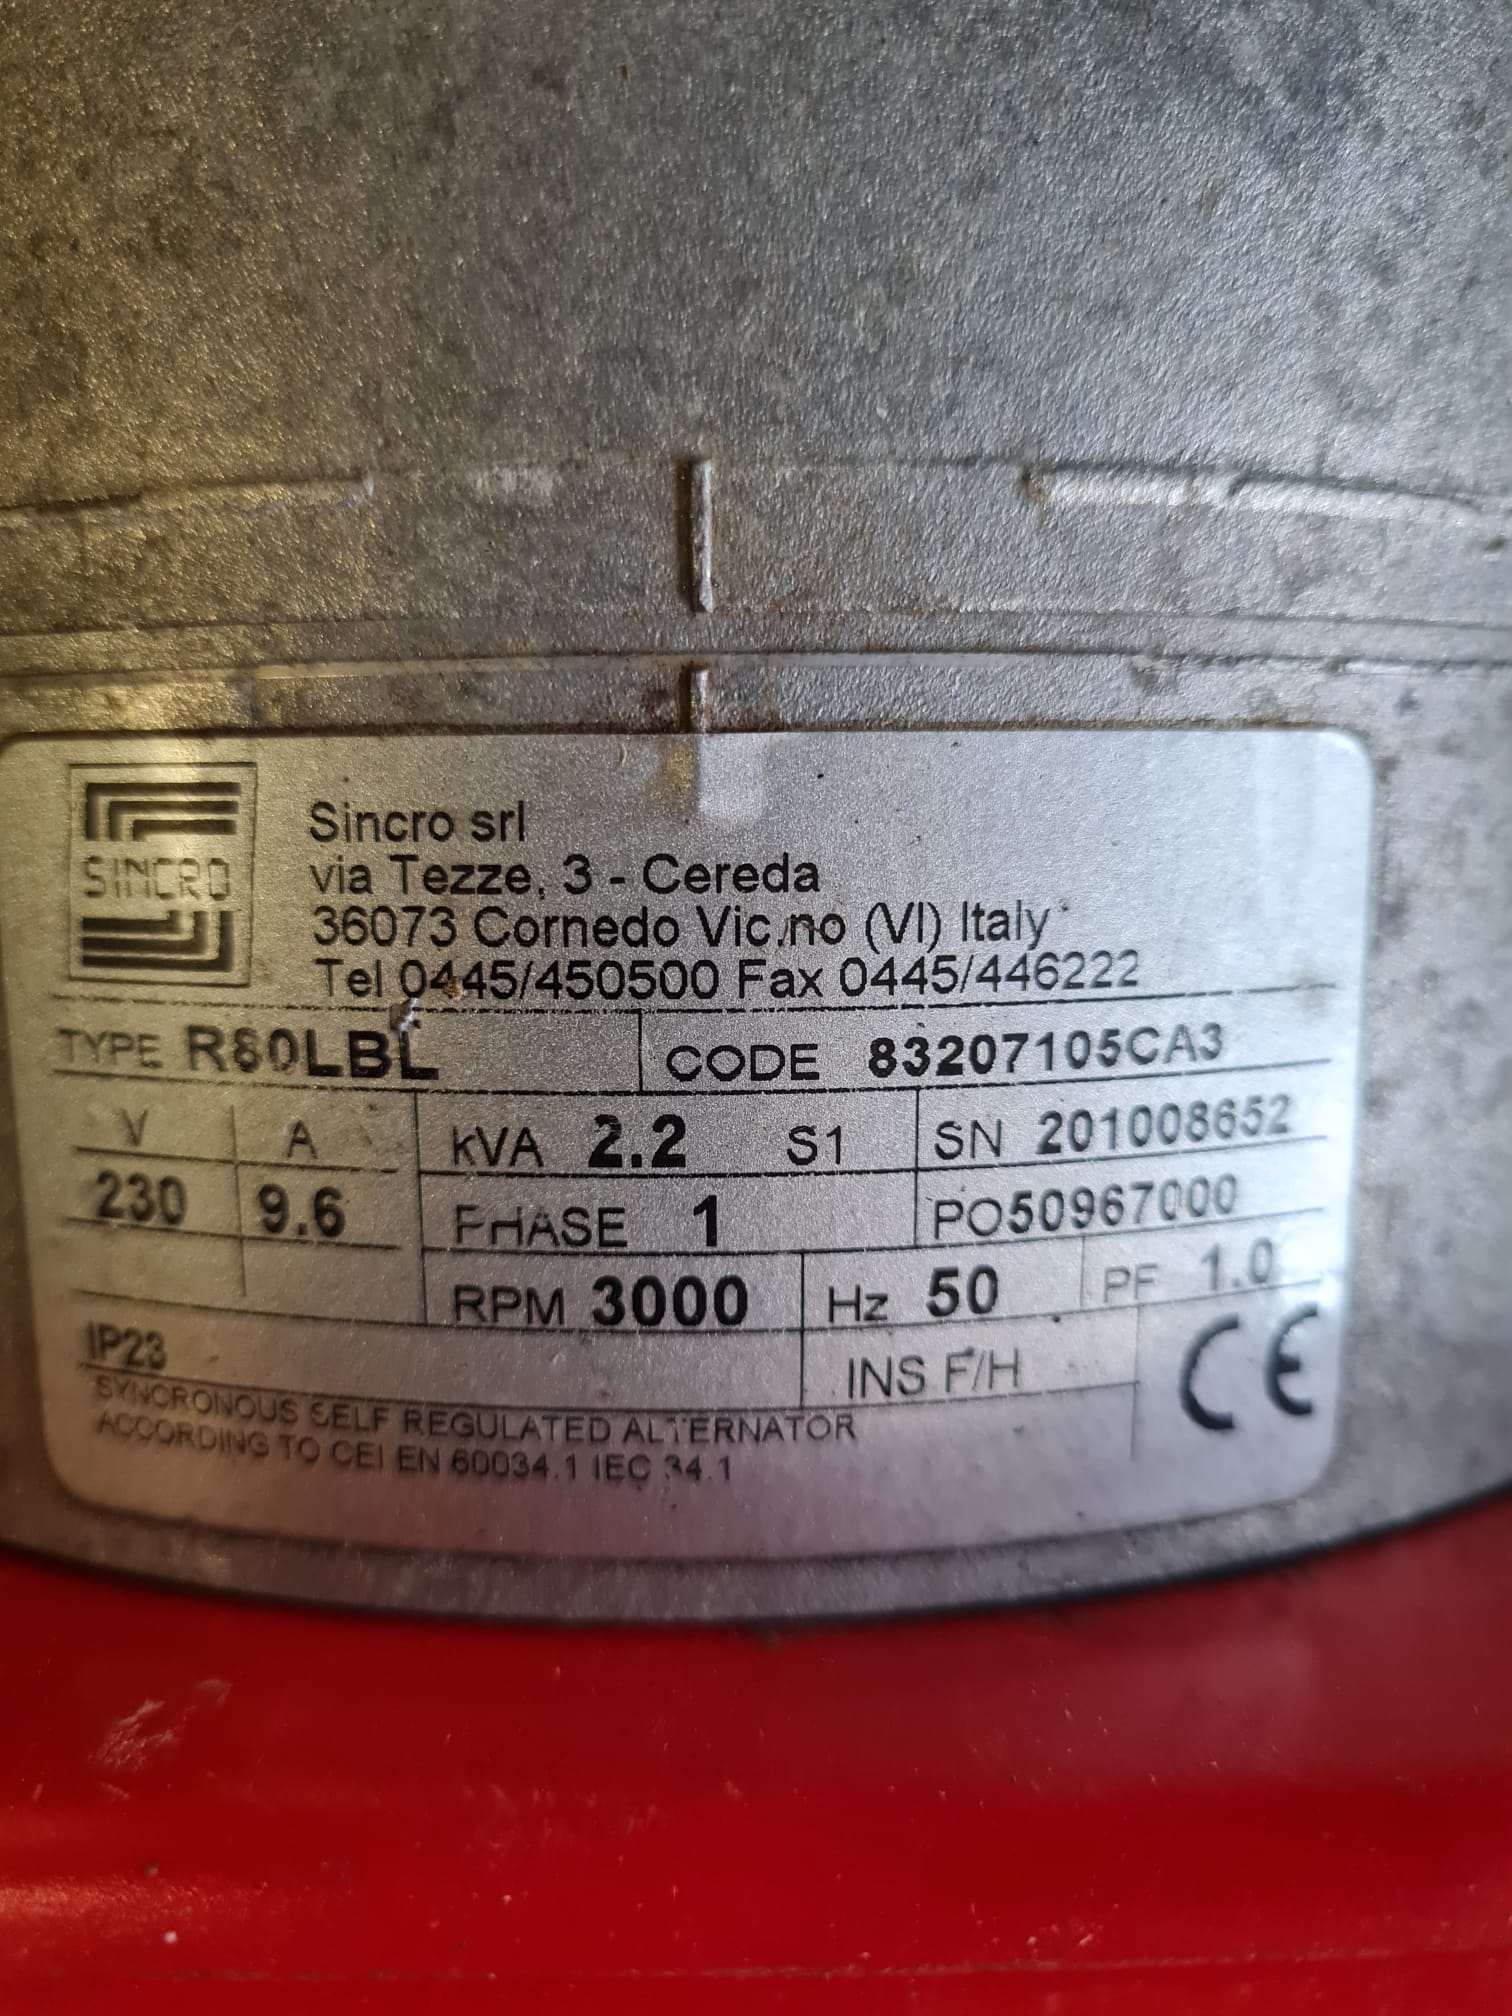 SINCRO
Sincro srl
via Tezze, 3 - Cereda
36073 Cornedo Vic.no (VI) Italy
Tel 0445/450500 Fax 0445/446222
TYPE R80LBL CODE 83207105CA3
V A kVA 2.2 S1 SN 201008652
230 9.6 PHASE 1 PO50967000
RPM 3000 Hz 50 PF 1.0
IP23 INS F/H CE
SYNCRONOUS SELF REGULATED ALTERNATOR
ACCORDING TO CEI EN 60034.1 IEC 34.1